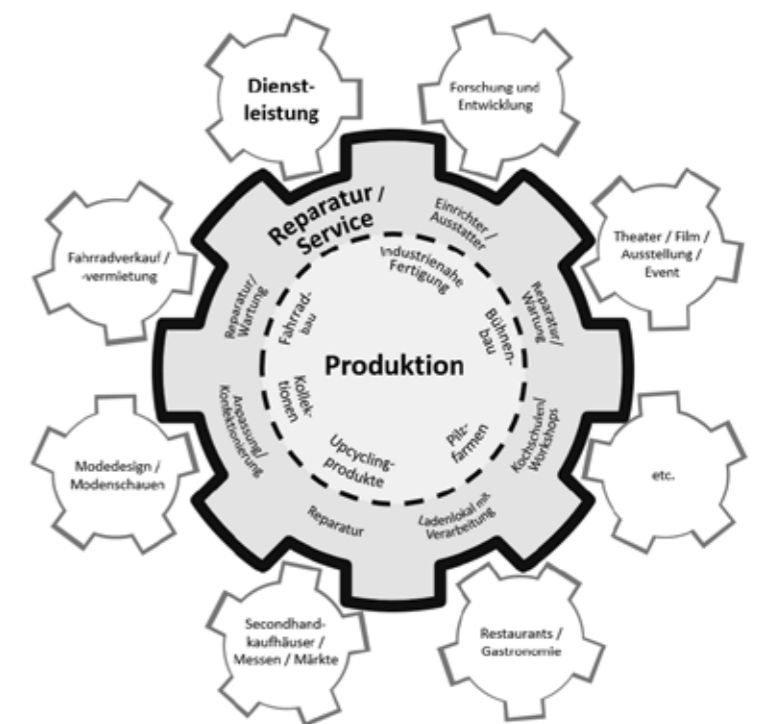 Dienst-
leistung
Forschung und
Entwicklung
Reparatur /
Service
Einrichter /
Ausstatter
Theater / Film /
Ausstellung /
Event
Fahrradverkauf /
-vermietung
Industrienahe
Fertigung
Reparatur/
Wartung
Fahrrad-
bau
Bühnen-
bau
Reparatur/
Wartung
Produktion
Kollek-
tionen
Anpassung/
Konfektionierung
Upcycling-
produkte
Pilz-
farmen
Kochschulen/
Workshops
Modedesign /
Modenschauen
etc.
Reparatur
Ladenlokal mit
Verarbeitung
Secondhand-
kaufhäuser /
Messen / Märkte
Restaurants /
Gastronomie